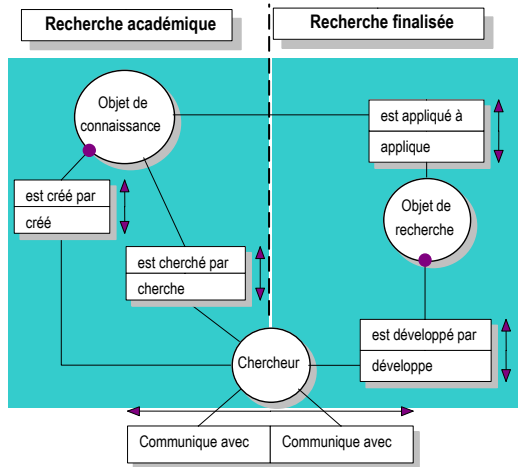 Recherche académique
Recherche finalisée
Objet de
connaissance
est appliqué à
applique
est créé par
créé
Objet de
recherche
est cherché par
cherche
est développé par
développe
Chercheur
Communique avec
Communique avec